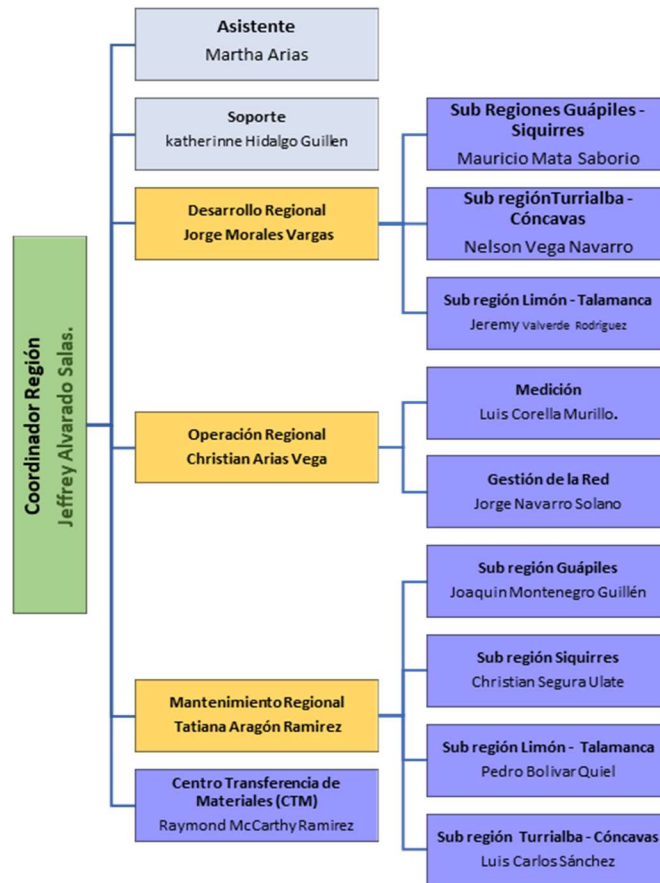 Asistente
Martha Arias
Soporte
katherinne Hidalgo Guillen
Desarrollo Regional
Jorge Morales Vargas
Sub Regiones Guápiles -
Siquirres
Mauricio Mata Saborio
Sub regiónTurrialba -
Cóncavas
Nelson Vega Navarro
Sub región Limón - Talamanca
Jeremy Valverde Rodriguez
Coordinador Región
Jeffrey Alvarado Salas.
Operación Regional
Christian Arias Vega
Medición
Luis Corella Murillo.
Gestión de la Red
Jorge Navarro Solano
Mantenimiento Regional
Tatiana Aragón Ramirez
Sub región Guápiles
Joaquin Montenegro Guillén
Sub región Siquirres
Christian Segura Ulate
Sub región Limón - Talamanca
Pedro Bolivar Quiel
Sub región Turrialba - Cóncavas
Luis Carlos Sánchez
Centro Transferencia de
Materiales (CTM)
Raymond McCarthy Ramirez